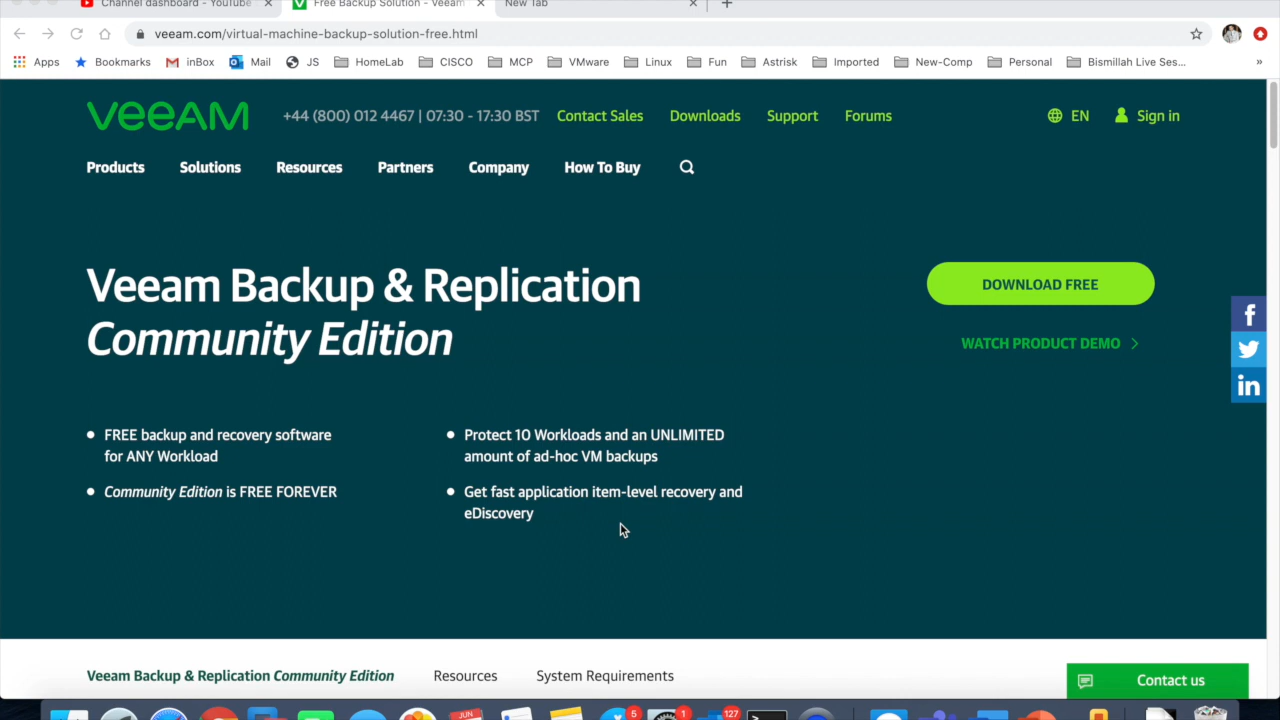 Channel dashboard - YouTube
Free Backup Solution - Veeam
New Tab
veeam.com/virtual-machine-backup-solution-free.html
Apps
Bookmarks
inBox
Mail
JS
HomeLab
CISCO
MCP
VMware
Linux
Fun
Astrisk
Imported
New-Comp
Personal
Bismillah Live Ses...
»
VEEAM
+44 (800) 012 4467 | 07:30 - 17:30 BST
Contact Sales
Downloads
Support
Forums
EN
Sign in
Products
Solutions
Resources
Partners
Company
How To Buy
Veeam Backup & Replication
Community Edition
DOWNLOAD FREE
WATCH PRODUCT DEMO
FREE backup and recovery software
for ANY Workload
Community Edition is FREE FOREVER
Protect 10 Workloads and an UNLIMITED
amount of ad-hoc VM backups
Get fast application item-level recovery and
eDiscovery
Veeam Backup & Replication Community Edition
Resources
System Requirements
Contact us
JUN
5
1
127